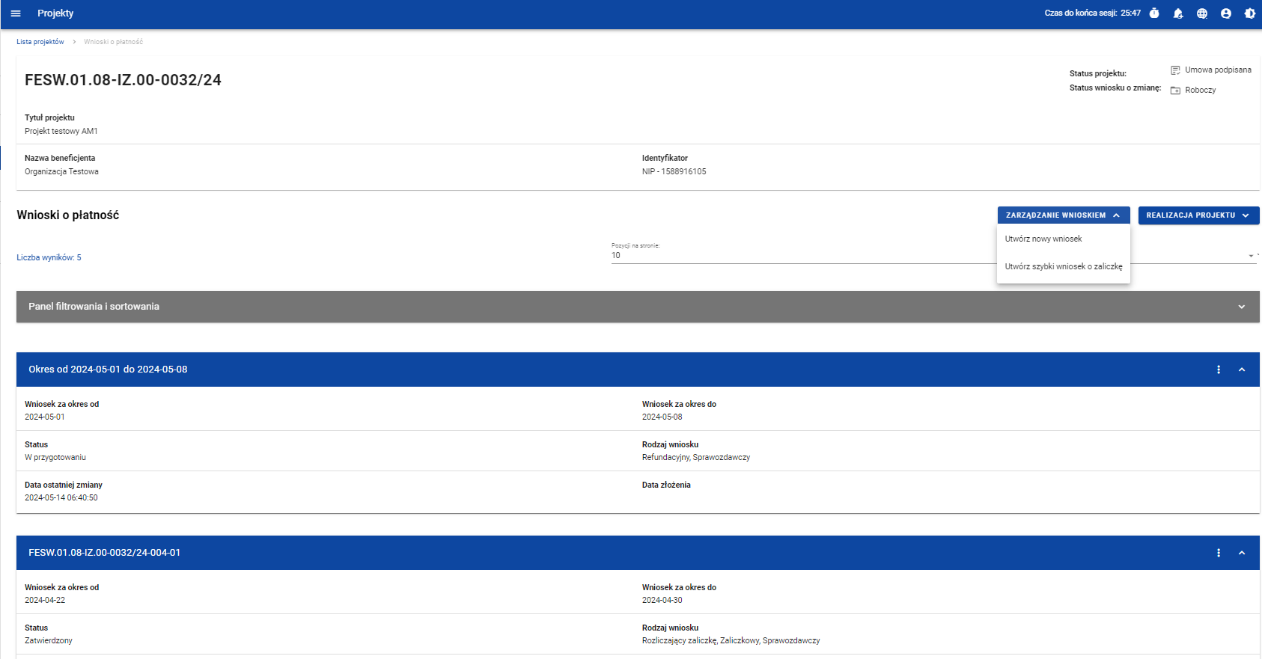 Projekty
Czas do końca sesji: 25:47
Lista projektów > Wnioski o płatność
FESW.01.08-IZ.00-0032/24
Status projektu: Umowa podpisana
Status wniosku o zmianę: Roboczy
Tytuł projektu
Projekt testowy AM1
Nazwa beneficjenta
Organizacja Testowa
Identyfikator
NIP - 1588916105
Wnioski o płatność
ZARZĄDZANIE WNIOSKIEM
REALIZACJA PROJEKTU
Utwórz nowy wniosek
Utwórz szybki wniosek o zaliczkę
Liczba wyników: 5
Pozycji na stronie:
10
Panel filtrowania i sortowania
Okres od 2024-05-01 do 2024-05-08
Wniosek za okres od
2024-05-01
Wniosek za okres do
2024-05-08
Status
W przygotowaniu
Rodzaj wniosku
Refundacyjny, Sprawozdawczy
Data ostatniej zmiany
2024-05-14 06:40:50
Data złożenia
FESW.01.08-IZ.00-0032/24-004-01
Wniosek za okres od
2024-04-22
Wniosek za okres do
2024-04-30
Status
Zatwierdzony
Rodzaj wniosku
Rozliczający zaliczkę, Zaliczkowy, Sprawozdawczy